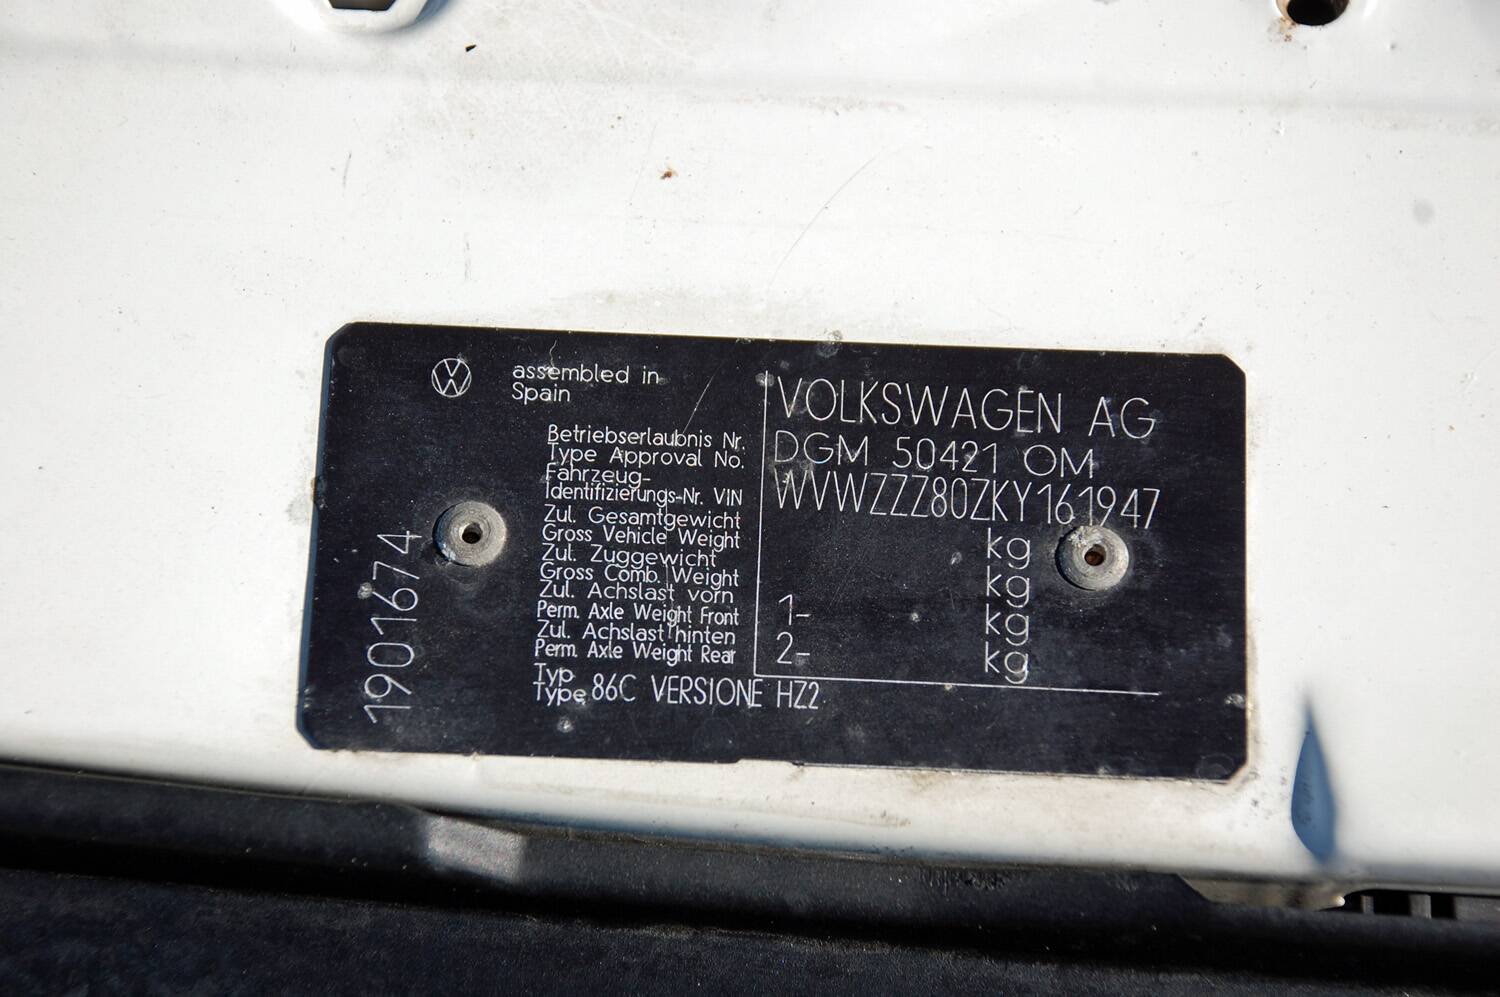 assembled in
Spain
VOLKSWAGEN AG
Betriebserlaubnis Nr.
Type Approval No.
DGM 50421 OM
Fahrzeug-
Identifizierungs-Nr. VIN
WVWZZZ80ZKY161947
Zul. Gesamtgewicht
Gross Vehicle Weight
kg
Zul. Zuggewicht
Gross Comb. Weight
kg
Zul. Achslast vorn
Perm. Axle Weight Front
1-
kg
Zul. Achslast hinten
Perm. Axle Weight Rear
2-
kg
Typ
Type 86C VERSIONE HZ2
1901674